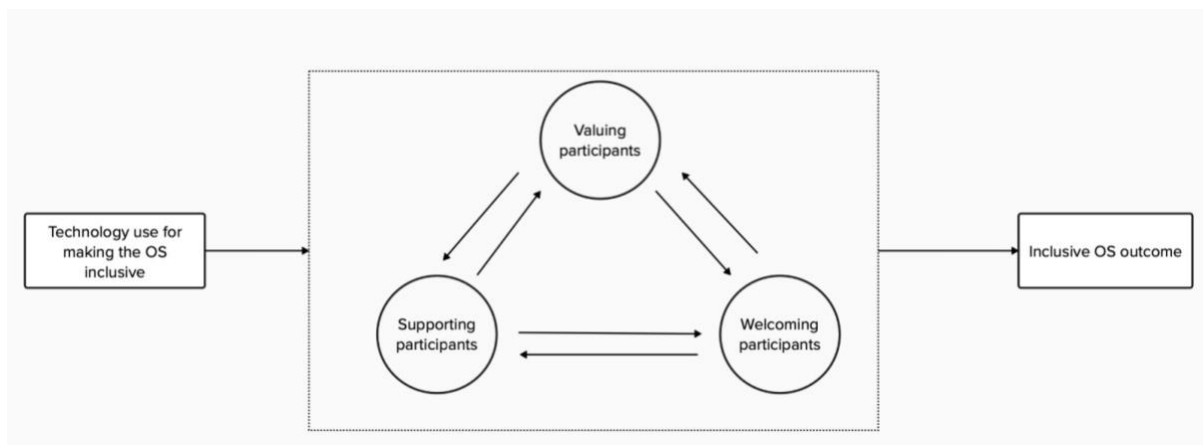 Valuing
participants
Technology use for
making the OS
inclusive
Inclusive OS outcome
Supporting
participants
Welcoming
participants